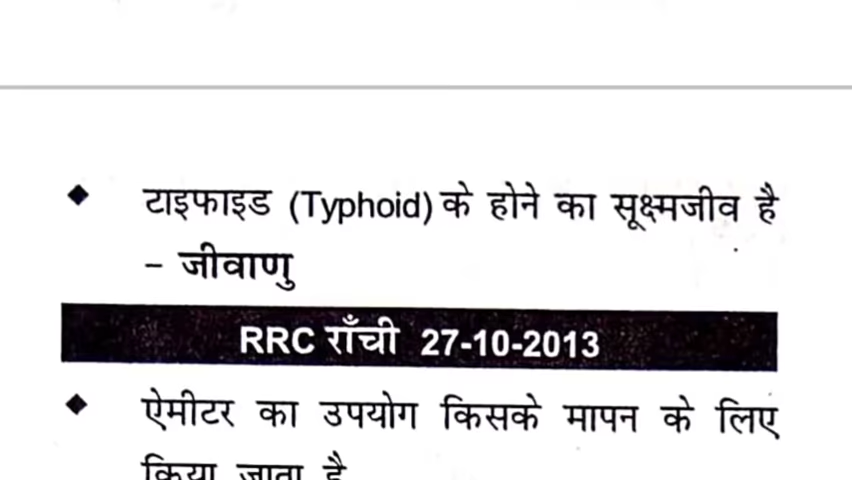 ◆ टाइफाइड (Typhoid) के होने का सूक्ष्मजीव है
– जीवाणु
RRC राँची 27-10-2013
◆ ऐमीटर का उपयोग किसके मापन के लिए
किया जाता है